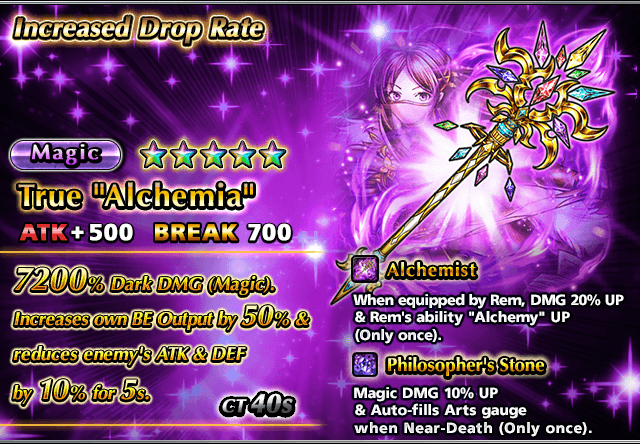 Increased Drop Rate
Magic
True "Alchemia"
ATK+500 BREAK 700
7200% Dark DMG (Magic).
Increases own BE Output by 50% &
reduces enemy's ATK & DEF
by 10% for 5s.
CT 40s
Alchemist
When equipped by Rem, DMG 20% UP
& Rem's ability "Alchemy" UP
(Only once).
Philosopher's Stone
Magic DMG 10% UP
& Auto-fills Arts gauge
when Near-Death (Only once).